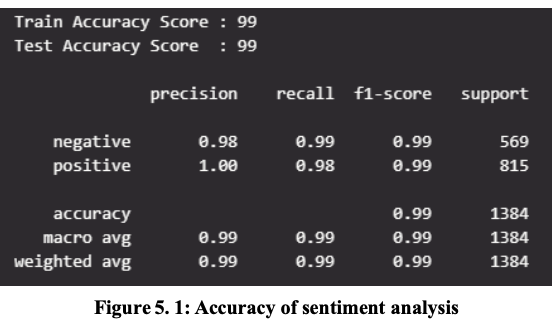 Train Accuracy Score : 99
Test Accuracy Score  : 99
precision recall f1-score support
negative 0.98 0.99 0.99 569
positive 1.00 0.98 0.99 815
accuracy 0.99 1384
macro avg 0.99 0.99 0.99 1384
weighted avg 0.99 0.99 0.99 1384
Figure 5. 1: Accuracy of sentiment analysis